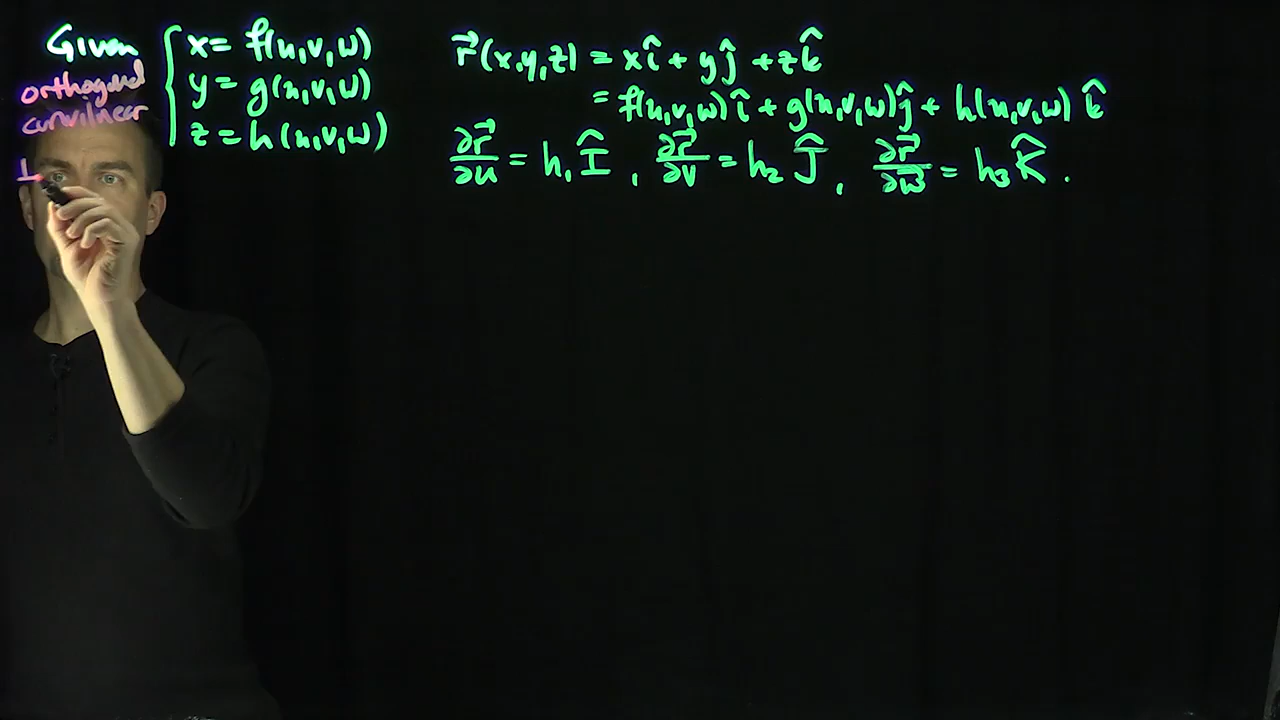 Given { x = f(u,v,w)
orthogonal y = g(u,v,w)
curvilinear z = h(u,v,w)
r⃗(x,y,z) = xî + yĵ + zk̂
= f(u,v,w)î + g(u,v,w)ĵ + h(u,v,w)k̂
∂r⃗/∂u = h₁Î, ∂r⃗/∂v = h₂Ĵ, ∂r⃗/∂w = h₃K̂.